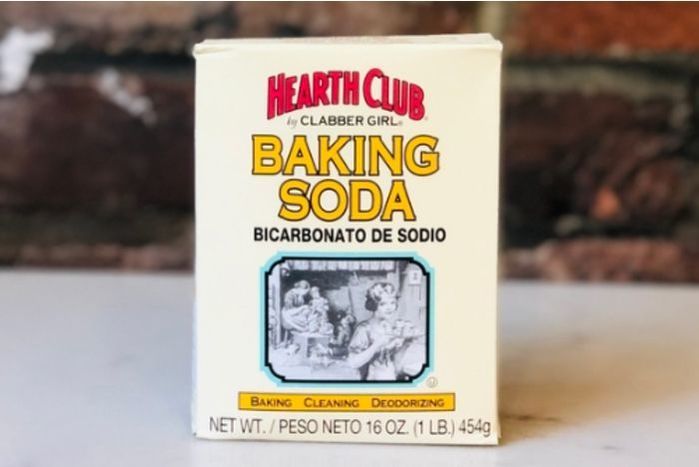 HEARTH CLUB®
by CLABBER GIRL®
BAKING
SODA
BICARBONATO DE SODIO
BAKING CLEANING DEODORIZING
NET WT. / PESO NETO 16 OZ. (1 LB.) 454g